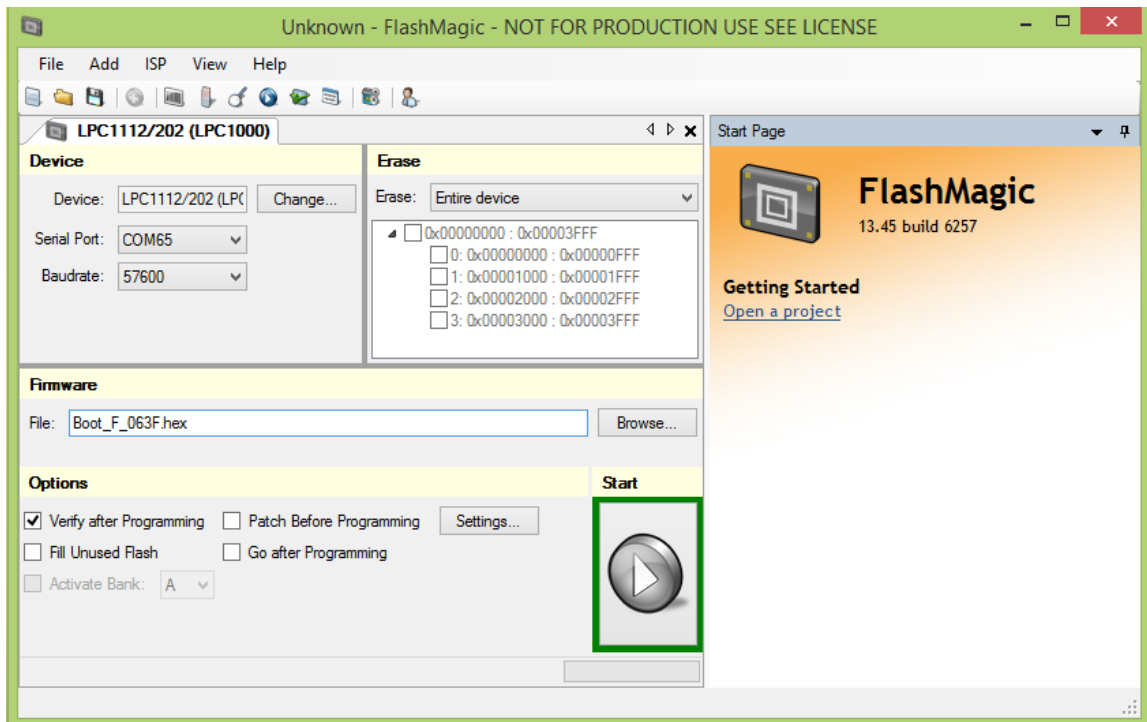 Unknown - FlashMagic - NOT FOR PRODUCTION USE SEE LICENSE
File Add ISP View Help
LPC1112/202 (LPC1000)
Device
Device: LPC1112/202 (LP( Change...
Serial Port: COM65
Baudrate: 57600
Erase
Erase: Entire device
0x00000000 : 0x00003FFF
0: 0x00000000 : 0x00000FFF
1: 0x00001000 : 0x00001FFF
2: 0x00002000 : 0x00002FFF
3: 0x00003000 : 0x00003FFF
Firmware
File: Boot_F_063F.hex Browse...
Options
Verify after Programming Patch Before Programming Settings...
Fill Unused Flash Go after Programming
Activate Bank: A
Start
Start Page
FlashMagic
13.45 build 6257
Getting Started
Open a project